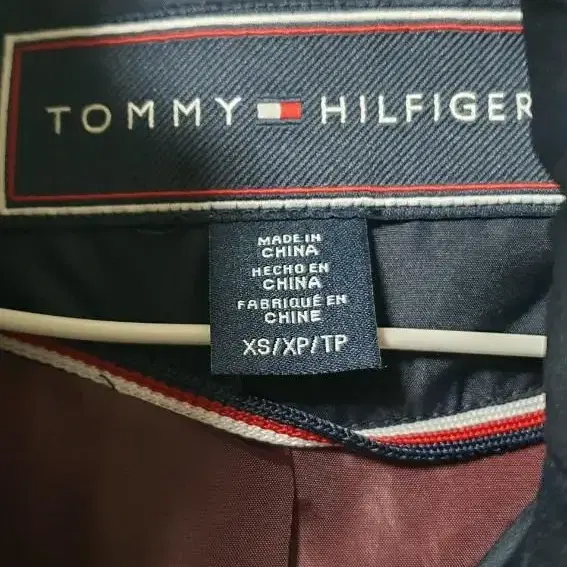 TOMMY HILFIGER
MADE IN
CHINA
HECHO EN
CHINA
FABRIQUÉ EN
CHINE
XS/XP/TP